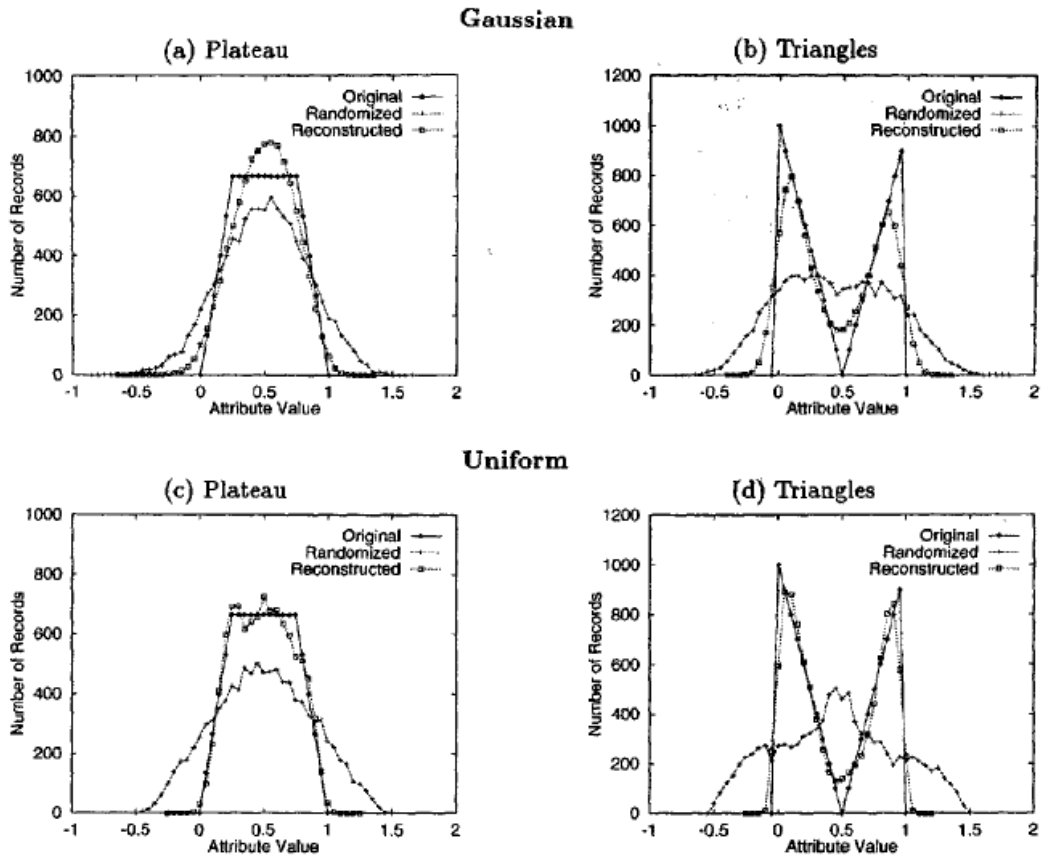 Gaussian
(a) Plateau
(b) Triangles
1000
800
600
400
200
0
Number of Records
Original
Randomized
Reconstructed
-1 -0.5 0 0.5 1 1.5 2
Attribute Value
1200
1000
800
600
400
200
0
Number of Records
Original
Randomized
Reconstructed
-1 -0.5 0 0.5 1 1.5 2
Attribute Value
Uniform
(c) Plateau
(d) Triangles
1000
800
600
400
200
0
Number of Records
Original
Randomized
Reconstructed
-1 -0.5 0 0.5 1 1.5 2
Attribute Value
1200
1000
800
600
400
200
0
Number of Records
Original
Randomized
Reconstructed
-1 -0.5 0 0.5 1 1.5 2
Attribute Value